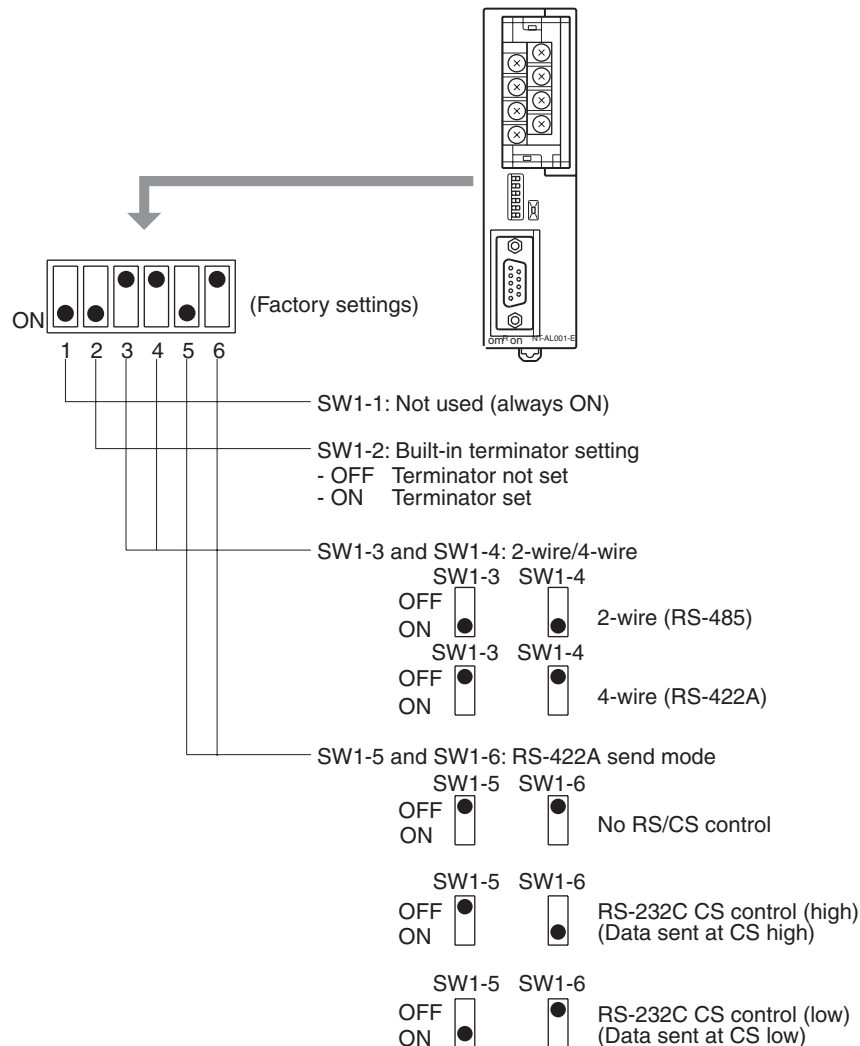 omR on NT-AL001-E
ON
(Factory settings)
1 2 3 4 5 6
SW1-1: Not used (always ON)
SW1-2: Built-in terminator setting
- OFF Terminator not set
- ON Terminator set
SW1-3 and SW1-4: 2-wire/4-wire
SW1-3 SW1-4
OFF
ON
2-wire (RS-485)
SW1-3 SW1-4
OFF
ON
4-wire (RS-422A)
SW1-5 and SW1-6: RS-422A send mode
SW1-5 SW1-6
OFF
ON
No RS/CS control
SW1-5 SW1-6
OFF
ON
RS-232C CS control (high)
(Data sent at CS high)
SW1-5 SW1-6
OFF
ON
RS-232C CS control (low)
(Data sent at CS low)